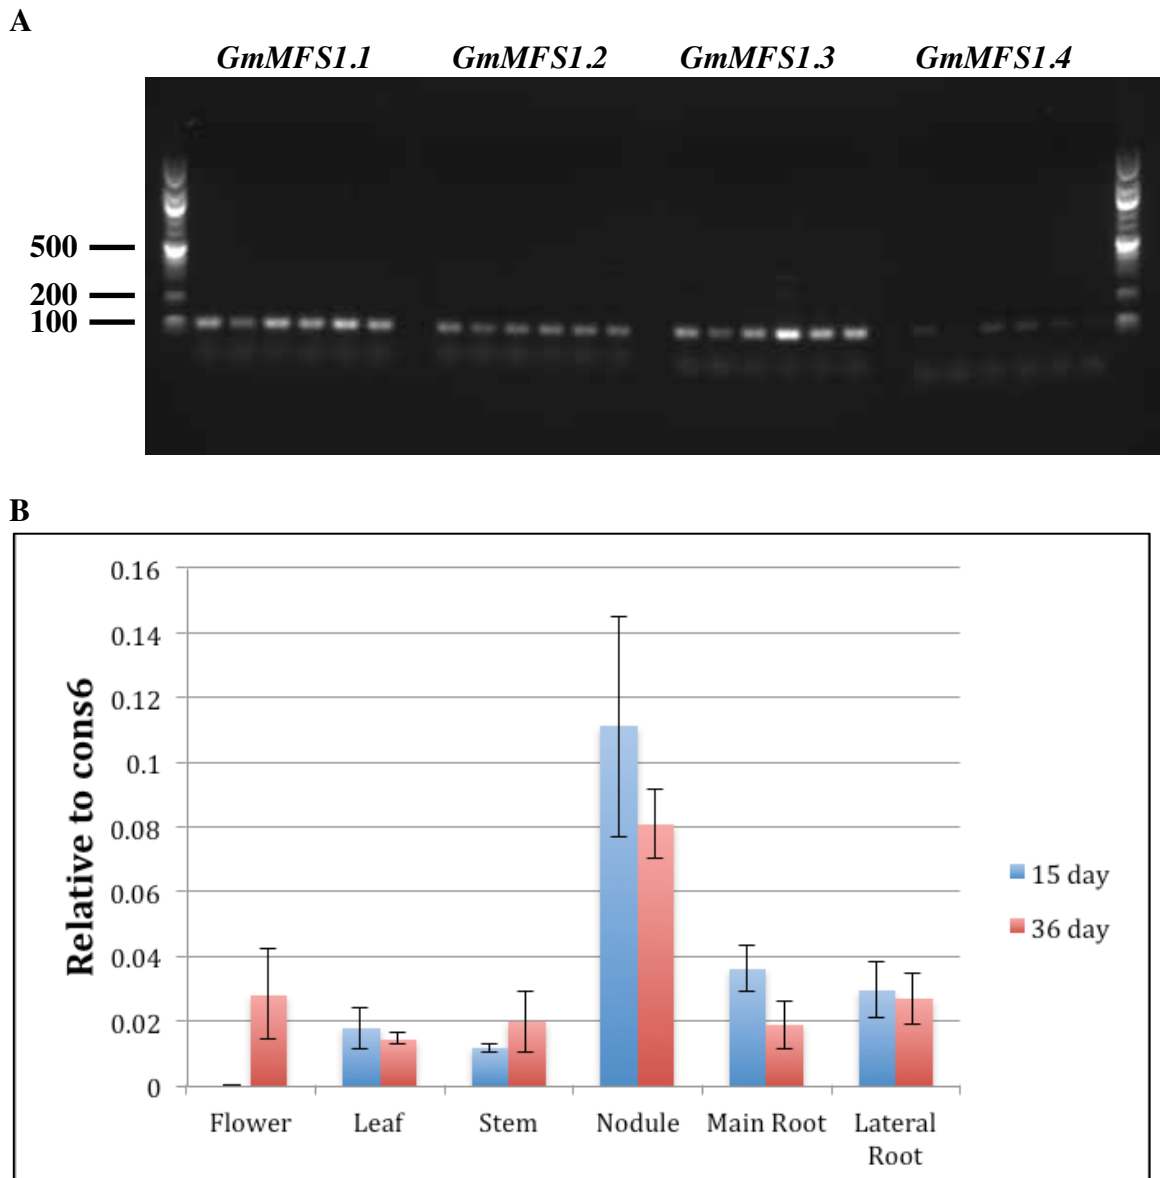 A
GmMFS1.1 GmMFS1.2 GmMFS1.3 GmMFS1.4
500
200
100
B
Relative to cons6
0.16
0.14
0.12
0.1
0.08
0.06
0.04
0.02
0
Flower Leaf Stem Nodule Main Root Lateral
Root
15 day
36 day